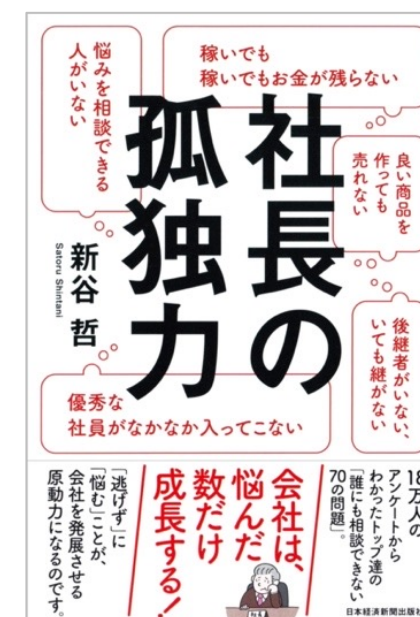 社長の
孤独力
新谷 哲
Satoru Shintani
稼いでも
稼いでもお金が残らない
悩みを相談できる
人がいない
良い商品を
作っても
売れない
後継者がいない、
いても継がない
優秀な
社員がなかなか入ってこない
18万人の
アンケートから
わかったトップ達の
「誰にも相談できない
70の問題」。
会社は、
悩んだ
数だけ
成長する!
「逃げず」に
「悩む」ことが、
会社を発展させる
原動力になるのです。
日本経済新聞出版社